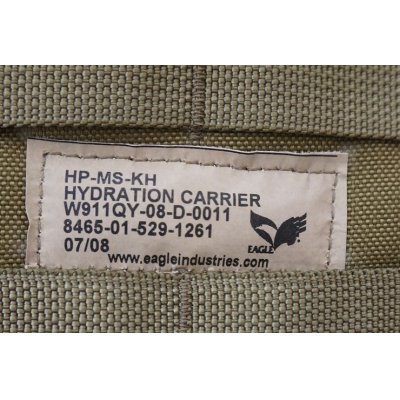 HP-MS-KH
HYDRATION CARRIER
W911QY-08-D-0011
8465-01-529-1261
07/08
EAGLE
www.eagleindustries.com